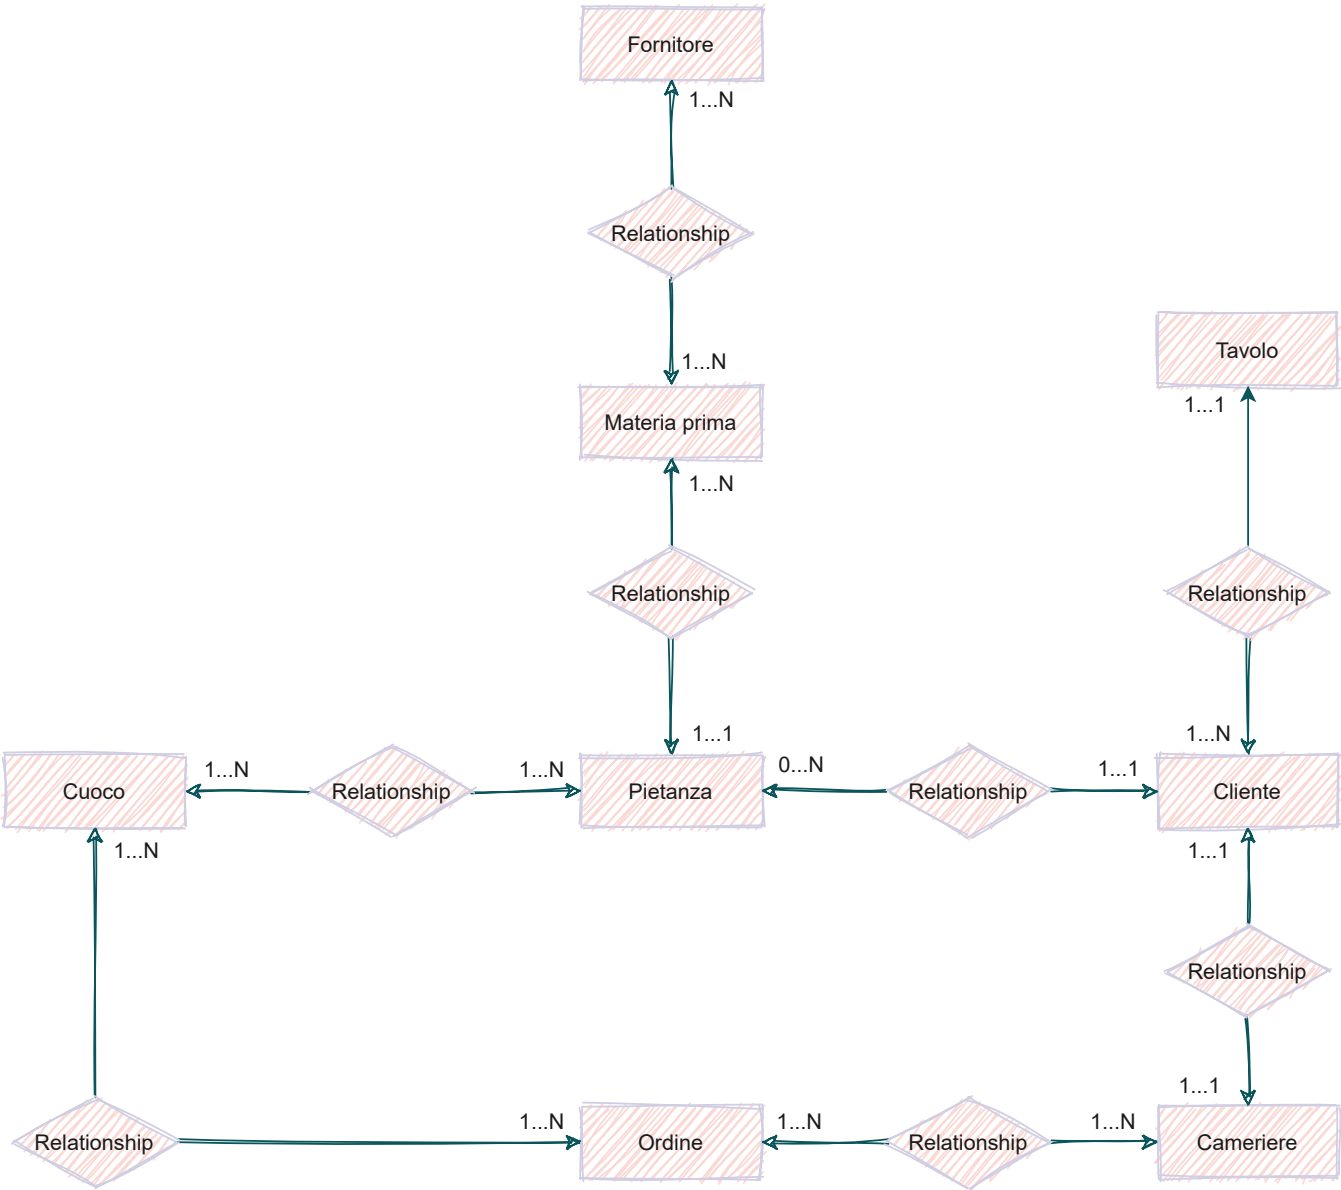 Fornitore
1...N
Relationship
1...N
Materia prima
1...N
Tavolo
1...1
Relationship
Relationship
1...1
1...N
Cuoco
1...N
Relationship
1...N
Pietanza
0...N
Relationship
1...1
Cliente
1...N
1...1
Relationship
1...1
Relationship
1...N
Ordine
1...N
Relationship
1...N
Cameriere